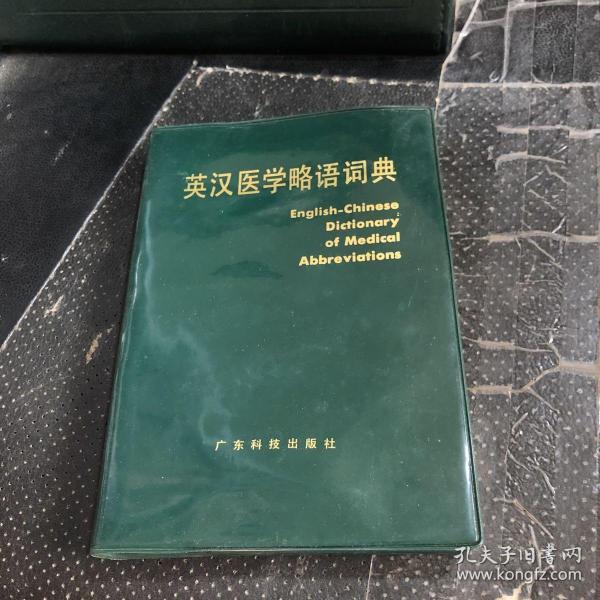 英汉医学略语词典
English-Chinese
Dictionary
of Medical
Abbreviations
广东科技出版社
孔夫子旧書网
www.kongfz.com